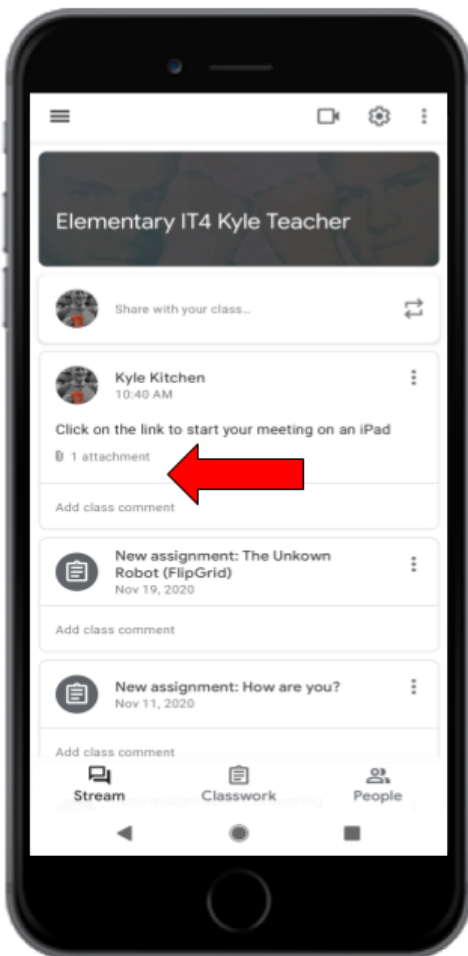 Elementary IT4 Kyle Teacher
Share with your class...
Kyle Kitchen
10:40 AM
Click on the link to start your meeting on an iPad
1 attachment
Add class comment
New assignment: The Unkown
Robot (FlipGrid)
Nov 19, 2020
Add class comment
New assignment: How are you?
Nov 11, 2020
Add class comment
Stream
Classwork
People